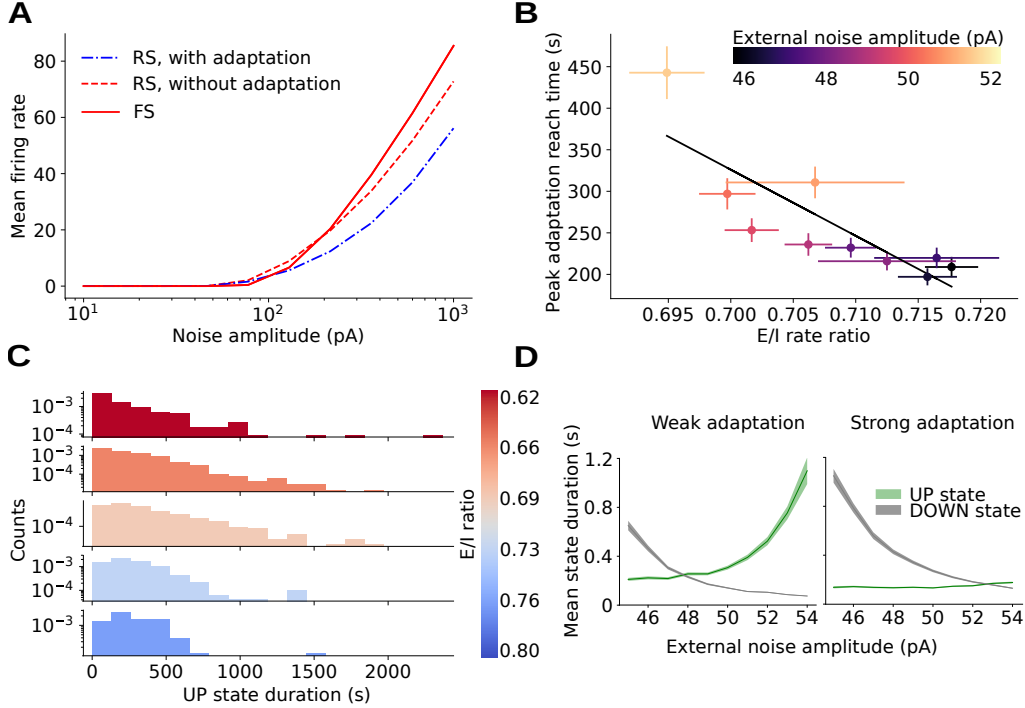 A
80
60
40
20
0
Mean firing rate
RS, with adaptation
RS, without adaptation
FS
10¹
10²
10³
Noise amplitude (pA)
B
External noise amplitude (pA)
46
48
50
52
450
400
350
300
250
200
Peak adaptation reach time (s)
0.695
0.700
0.705
0.710
0.715
0.720
E/I rate ratio
C
10⁻³
10⁻⁴
10⁻³
10⁻⁴
10⁻⁴
10⁻³
10⁻⁴
10⁻³
Counts
0
500
1000
1500
2000
UP state duration (s)
0.62
0.66
0.69
0.73
0.76
0.80
E/I ratio
D
Weak adaptation
Strong adaptation
1.2
0.8
0.4
0
Mean state duration (s)
UP state
DOWN state
46
48
50
52
54
46
48
50
52
54
External noise amplitude (pA)